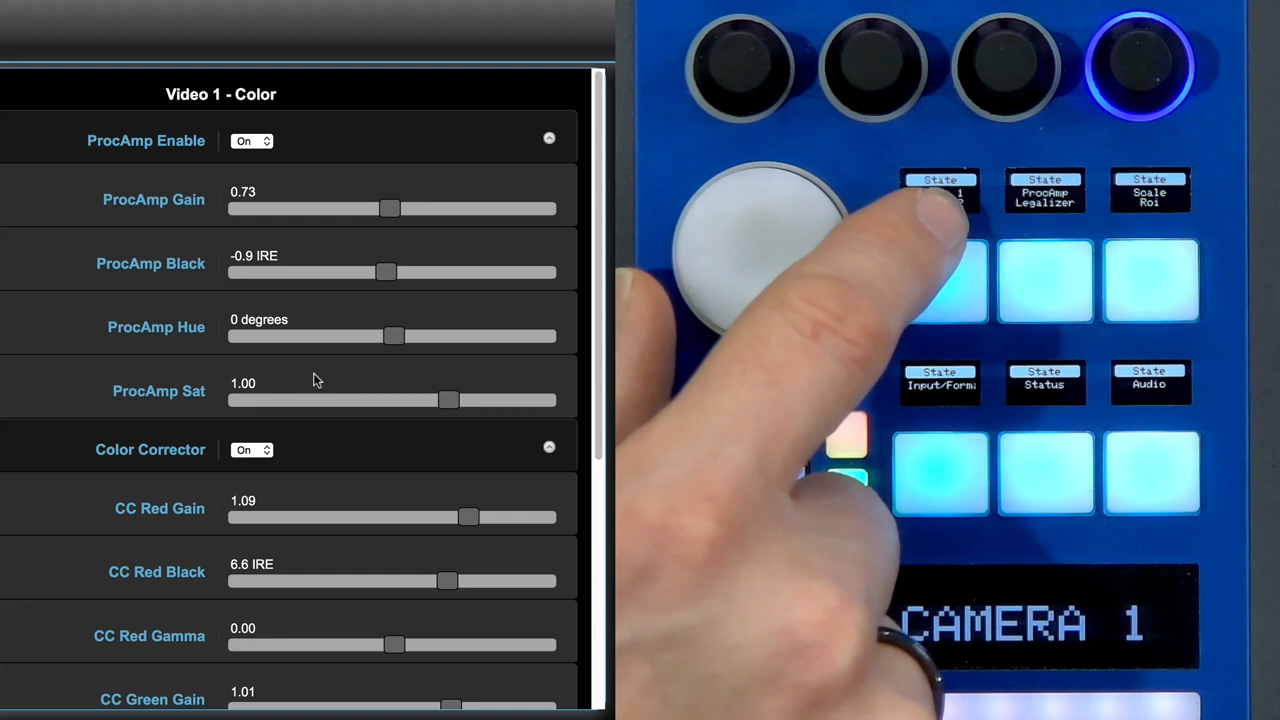 Video 1 - Color
ProcAmp Enable
On
ProcAmp Gain
0.73
ProcAmp Black
-0.9 IRE
ProcAmp Hue
0 degrees
ProcAmp Sat
1.00
Color Corrector
On
CC Red Gain
1.09
CC Red Black
6.6 IRE
CC Red Gamma
0.00
CC Green Gain
1.01
State
1
State
ProcAmp
Legalizer
State
Scale
Roi
State
Input/Form
State
Status
State
Audio
CAMERA 1